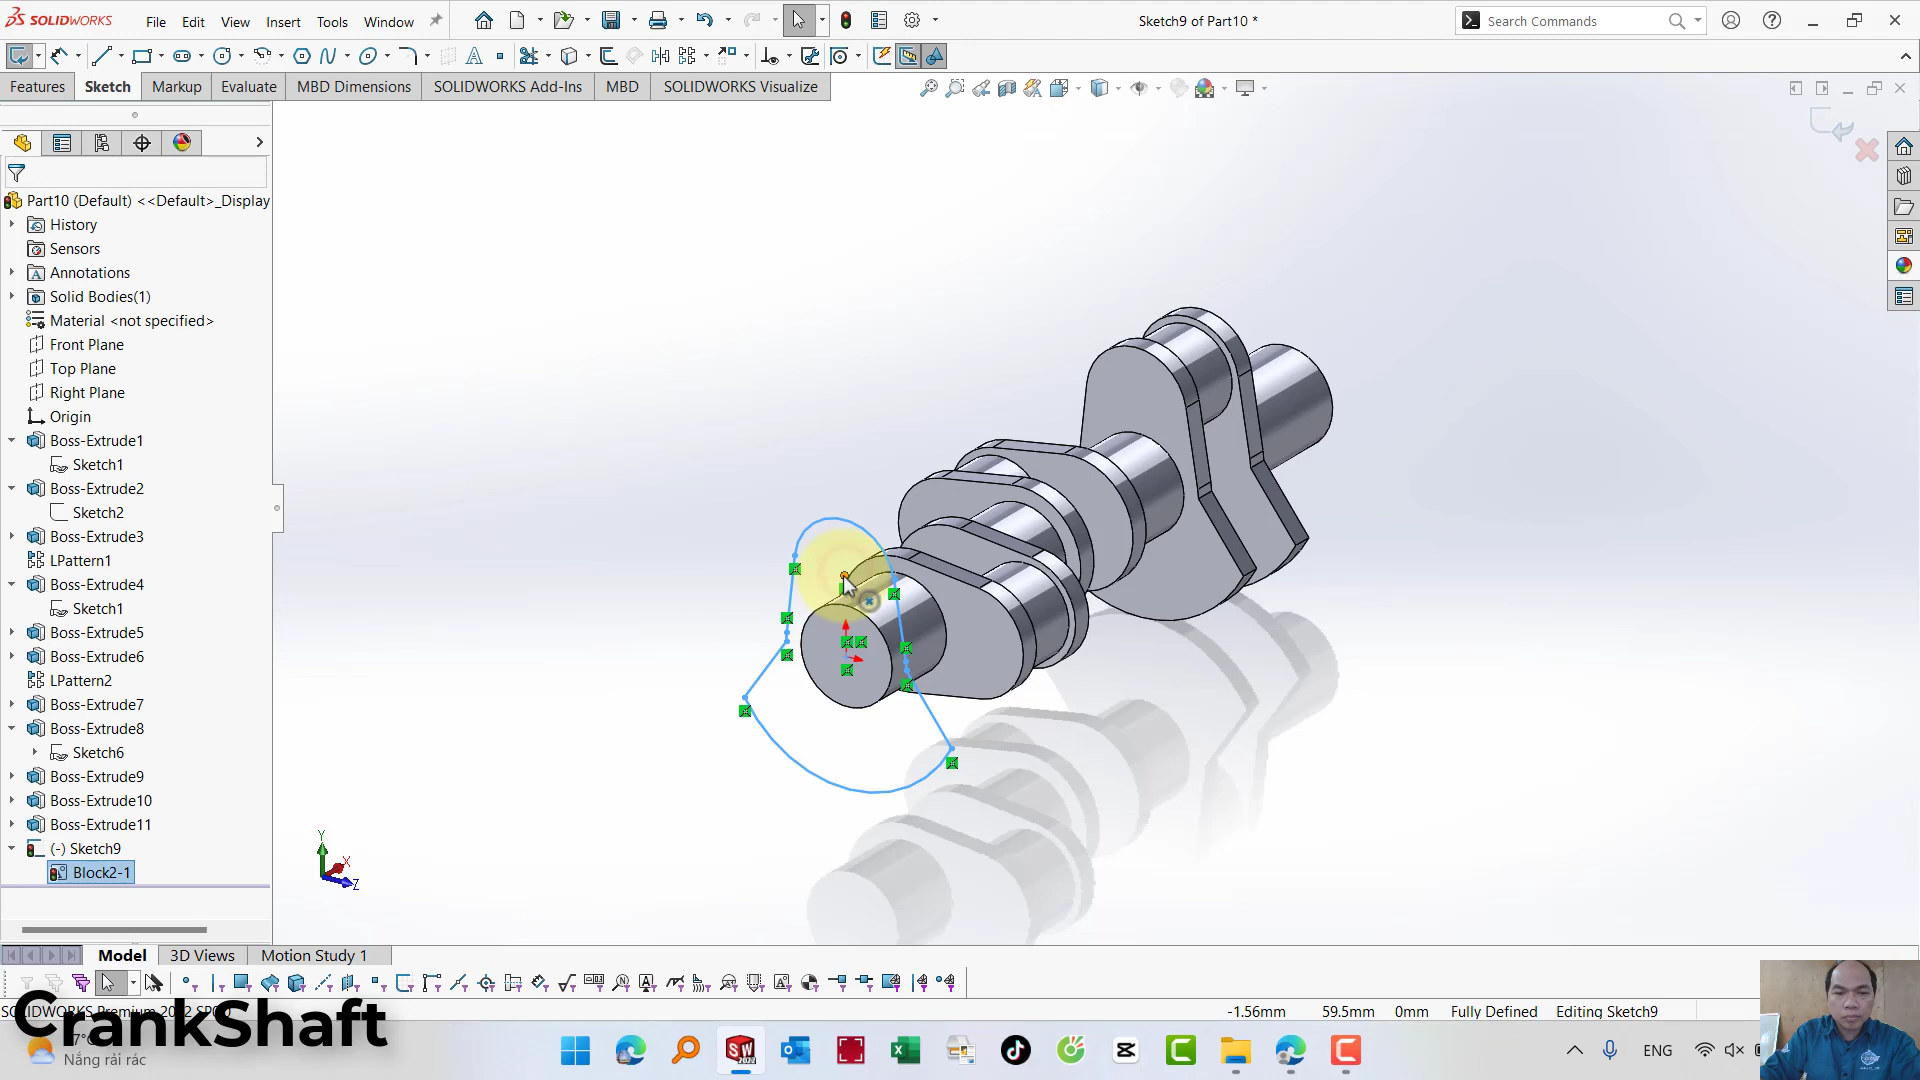 SOLIDWORKS File Edit View Insert Tools Window Sketch9 of Part10 * Search Commands
Features Sketch Markup Evaluate MBD Dimensions SOLIDWORKS Add-Ins MBD SOLIDWORKS Visualize
Part10 (Default) <<Default>_Display
History
Sensors
Annotations
Solid Bodies(1)
Material <not specified>
Front Plane
Top Plane
Right Plane
Origin
Boss-Extrude1
Sketch1
Boss-Extrude2
Sketch2
Boss-Extrude3
LPattern1
Boss-Extrude4
Sketch1
Boss-Extrude5
Boss-Extrude6
LPattern2
Boss-Extrude7
Boss-Extrude8
Sketch6
Boss-Extrude9
Boss-Extrude10
Boss-Extrude11
(-) Sketch9
Block2-1
Y
X
Z
Model 3D Views Motion Study 1
-1.56mm 59.5mm 0mm Fully Defined Editing Sketch9
CrankShaft
Nắng rải rác
ENG